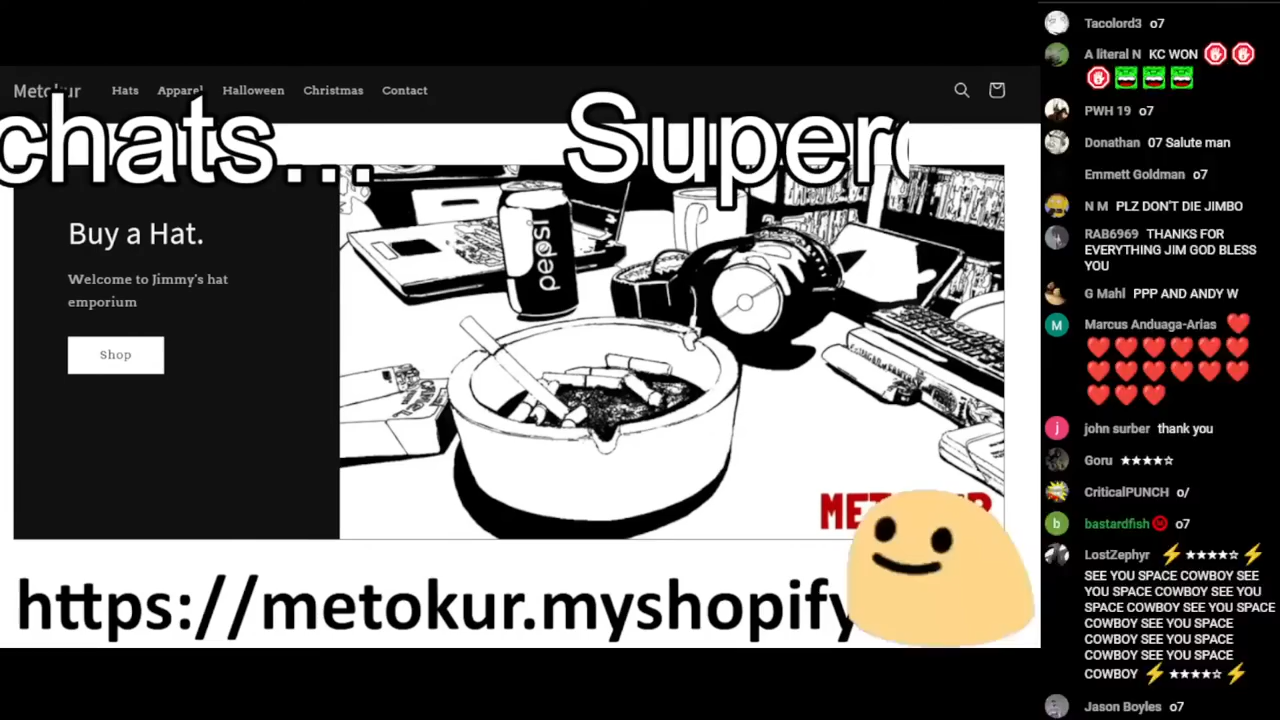 Metokur Hats Apparel Halloween Christmas Contact
chats... Superc
Buy a Hat.
Welcome to Jimmy's hat
emporium
Shop
pepsi
https://metokur.myshopify
Tacolord3 o7
A literal N KC WON
PWH 19 o7
Donathan 07 Salute man
Emmett Goldman o7
N M PLZ DON'T DIE JIMBO
RAB6969 THANKS FOR
EVERYTHING JIM GOD BLESS
YOU
G Mahl PPP AND ANDY W
M Marcus Anduaga-Arias
j john surber thank you
Goru ★★★★☆
CriticalPUNCH o/
b bastardfish o7
LostZephyr ⚡ ★★★★☆ ⚡
SEE YOU SPACE COWBOY SEE
YOU SPACE COWBOY SEE YOU
SPACE COWBOY SEE YOU SPACE
COWBOY SEE YOU SPACE
COWBOY SEE YOU SPACE
COWBOY SEE YOU SPACE
COWBOY ⚡ ★★★★☆ ⚡
Jason Boyles o7